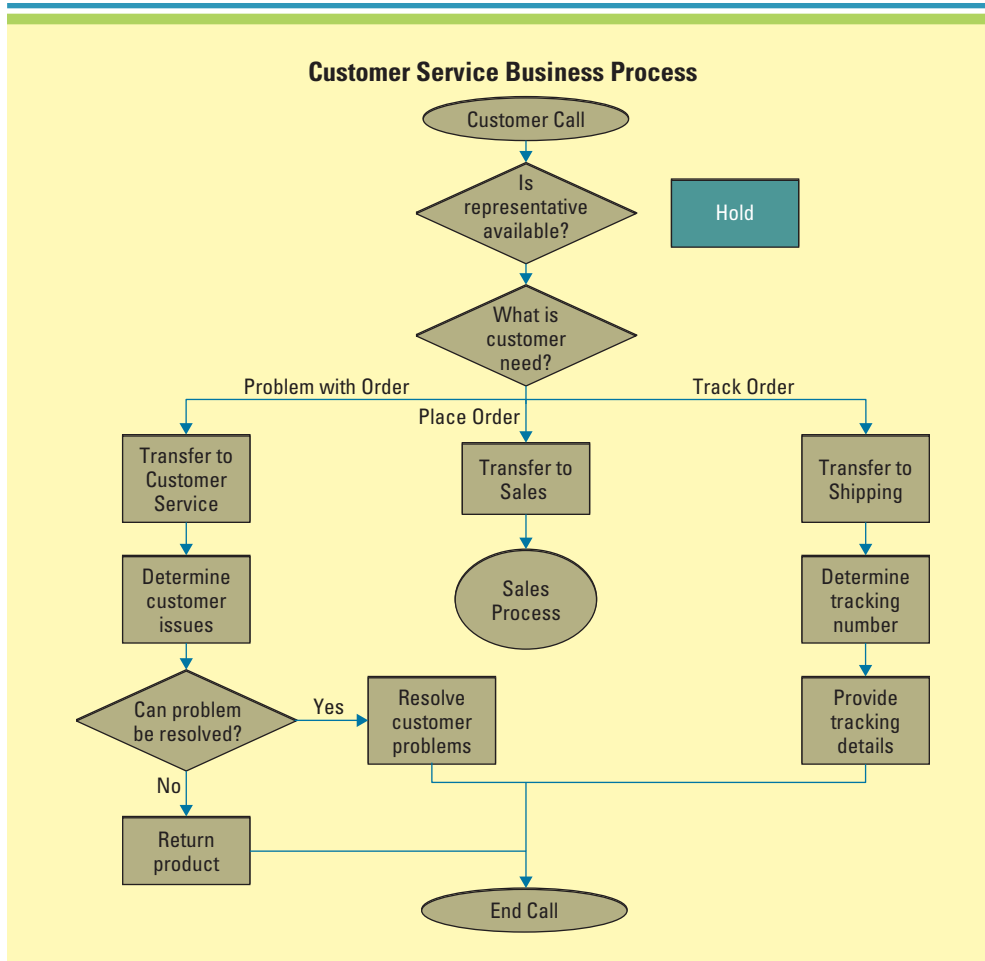 Customer Service Business Process
Customer Call
Is
representative
available?
Hold
What is
customer
need?
Problem with Order
Place Order
Track Order
Transfer to
Customer
Service
Transfer to
Sales
Transfer to
Shipping
Determine
customer
issues
Sales
Process
Determine
tracking
number
Can problem
be resolved?
Yes
Resolve
customer
problems
Provide
tracking
details
No
Return
product
End Call